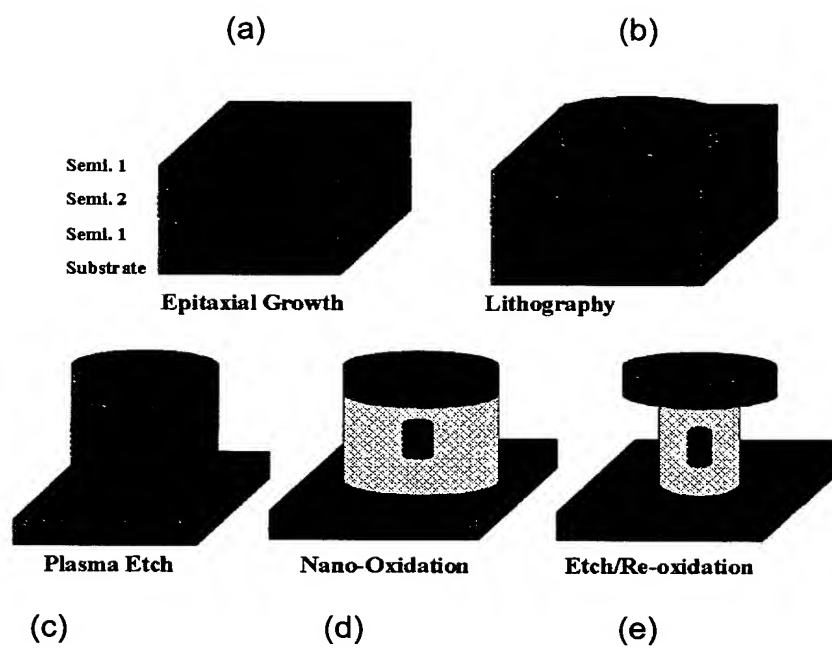 (a)
(b)
Semi. 1
Semi. 2
Semi. 1
Substrate
Epitaxial Growth
Lithography
Plasma Etch
Nano-Oxidation
Etch/Re-oxidation
(c)
(d)
(e)